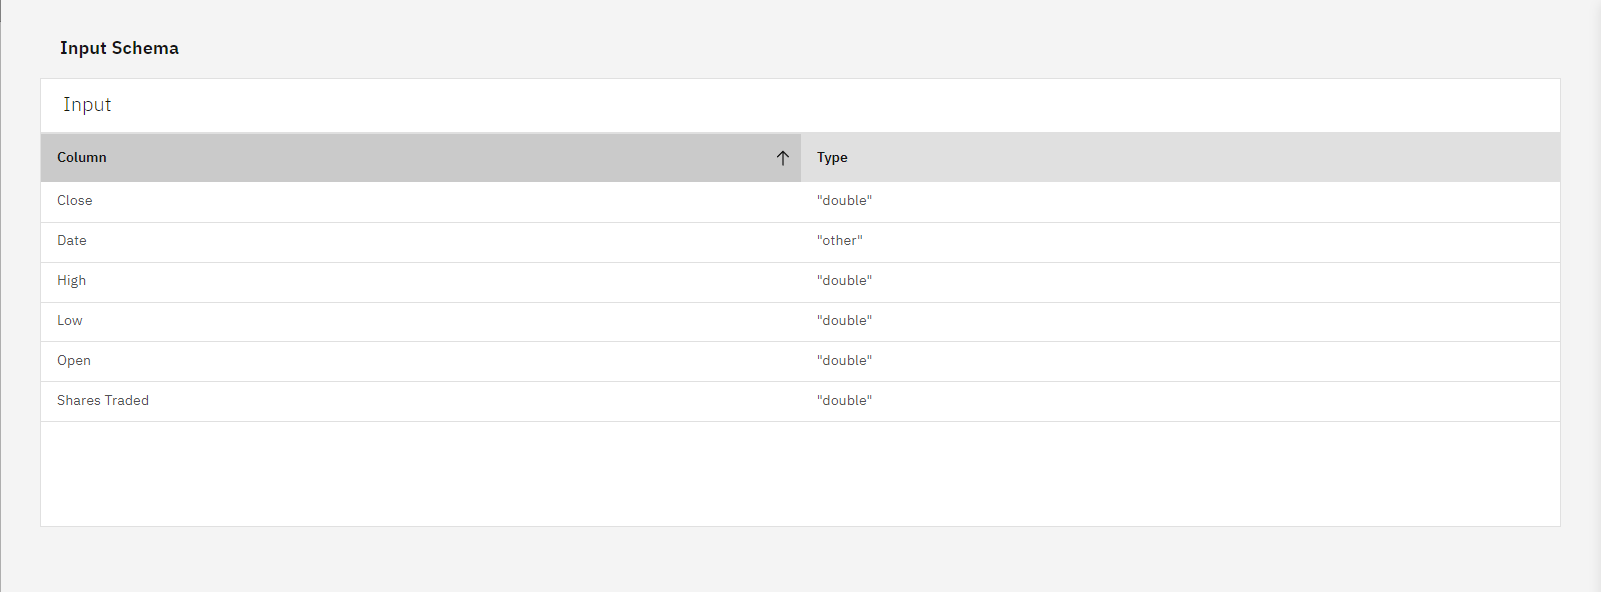 Input Schema
Input
Column Type
Close "double"
Date "other"
High "double"
Low "double"
Open "double"
Shares Traded "double"